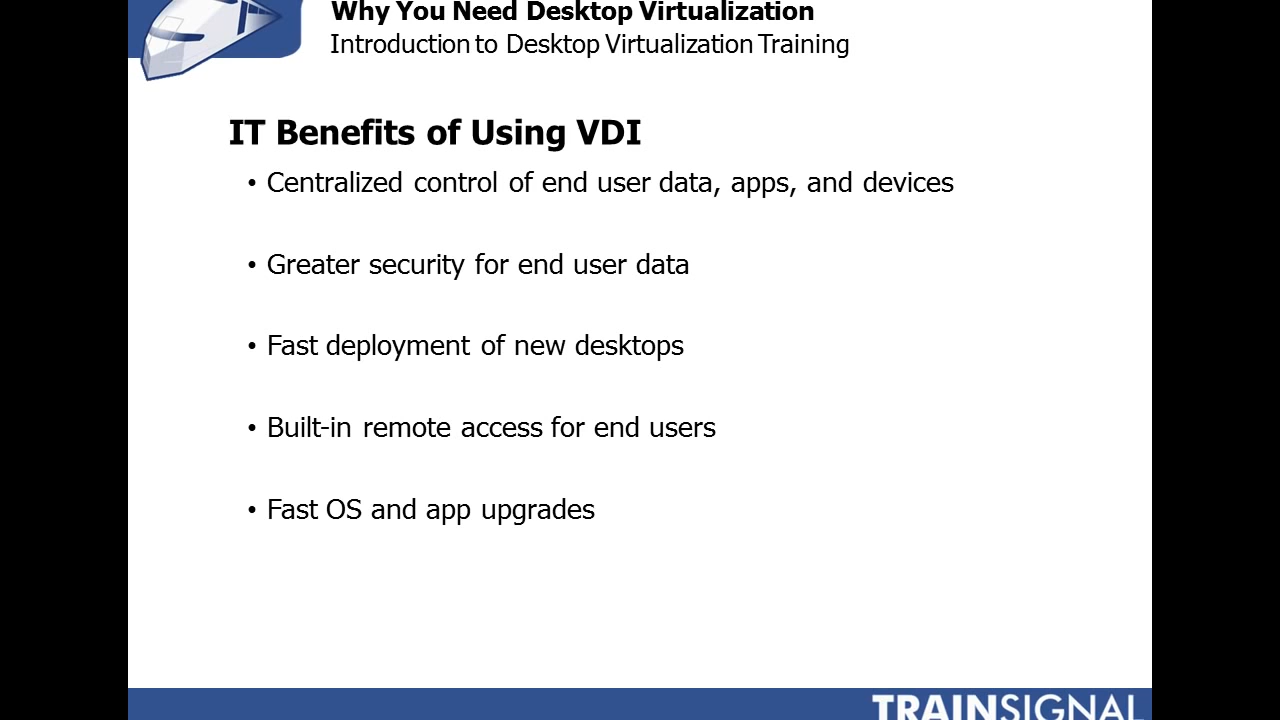 Why You Need Desktop Virtualization
Introduction to Desktop Virtualization Training
IT Benefits of Using VDI
• Centralized control of end user data, apps, and devices
• Greater security for end user data
• Fast deployment of new desktops
• Built-in remote access for end users
• Fast OS and app upgrades
TRAINSIGNAL